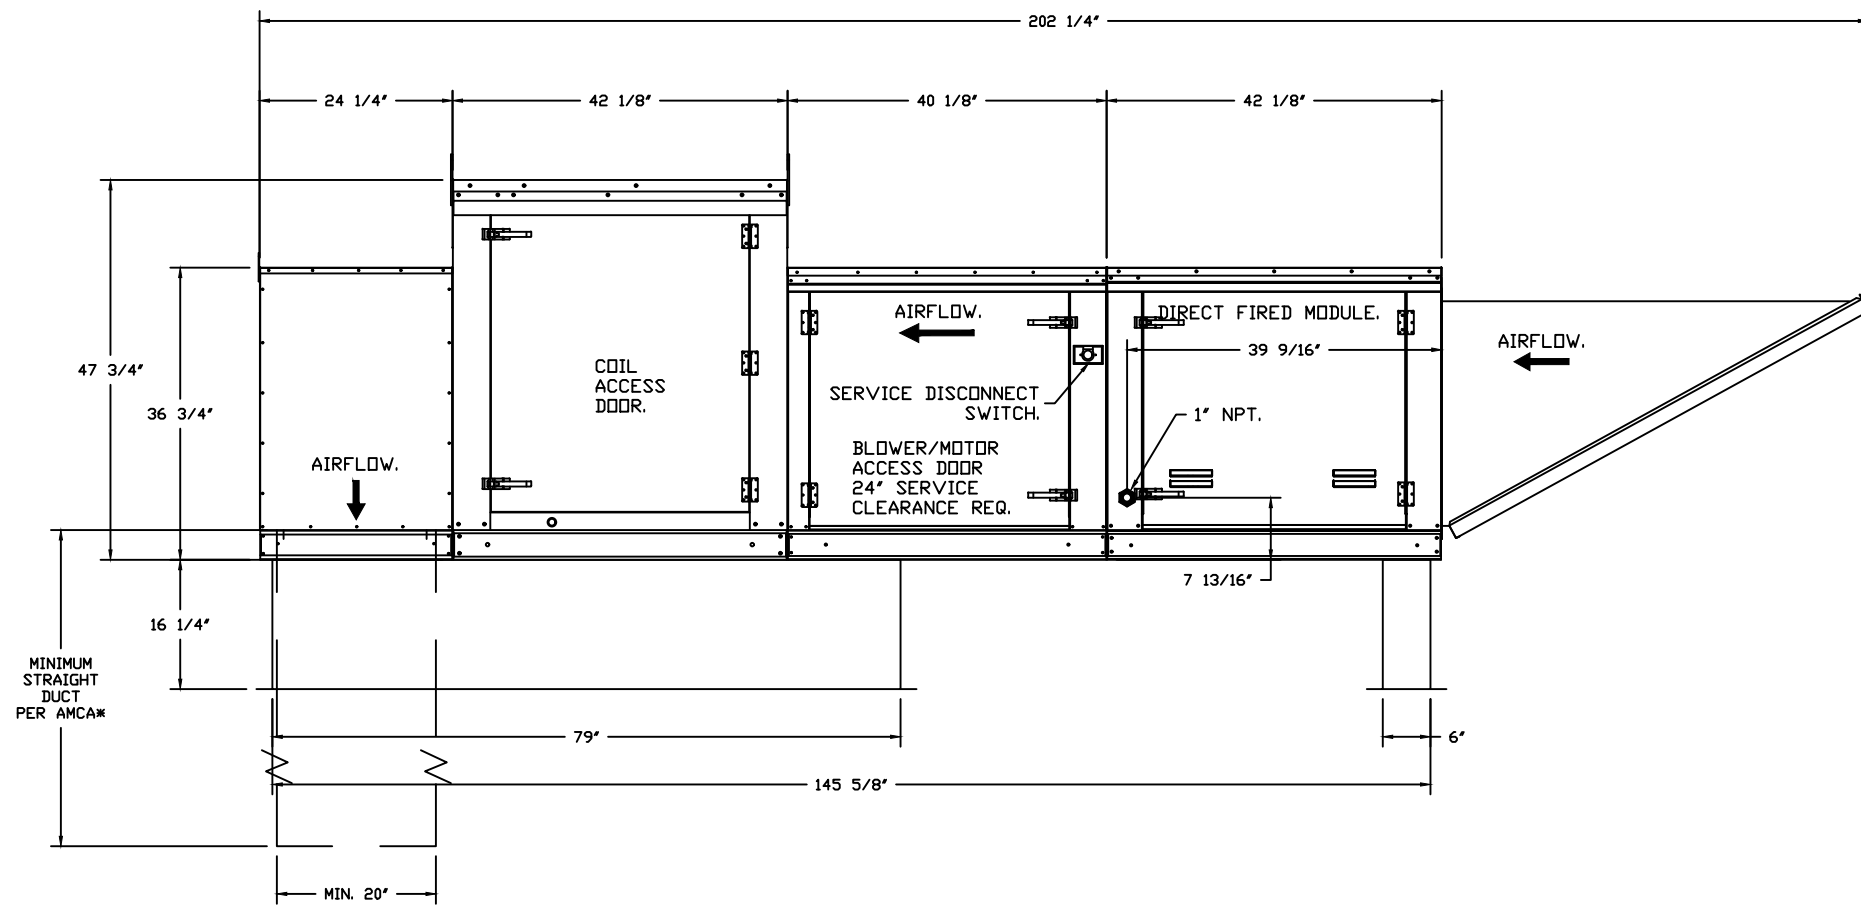 202 1/4"
24 1/4"
42 1/8"
40 1/8"
42 1/8"
AIRFLOW.
DIRECT FIRED MODULE.
AIRFLOW.
39 9/16"
47 3/4"
COIL
ACCESS
DOOR.
SERVICE DISCONNECT
SWITCH.
36 3/4"
1" NPT.
BLOWER/MOTOR
ACCESS DOOR
24" SERVICE
CLEARANCE REQ.
AIRFLOW.
7 13/16"
16 1/4"
MINIMUM
STRAIGHT
DUCT
PER AMCA*
79"
6"
145 5/8"
MIN. 20"